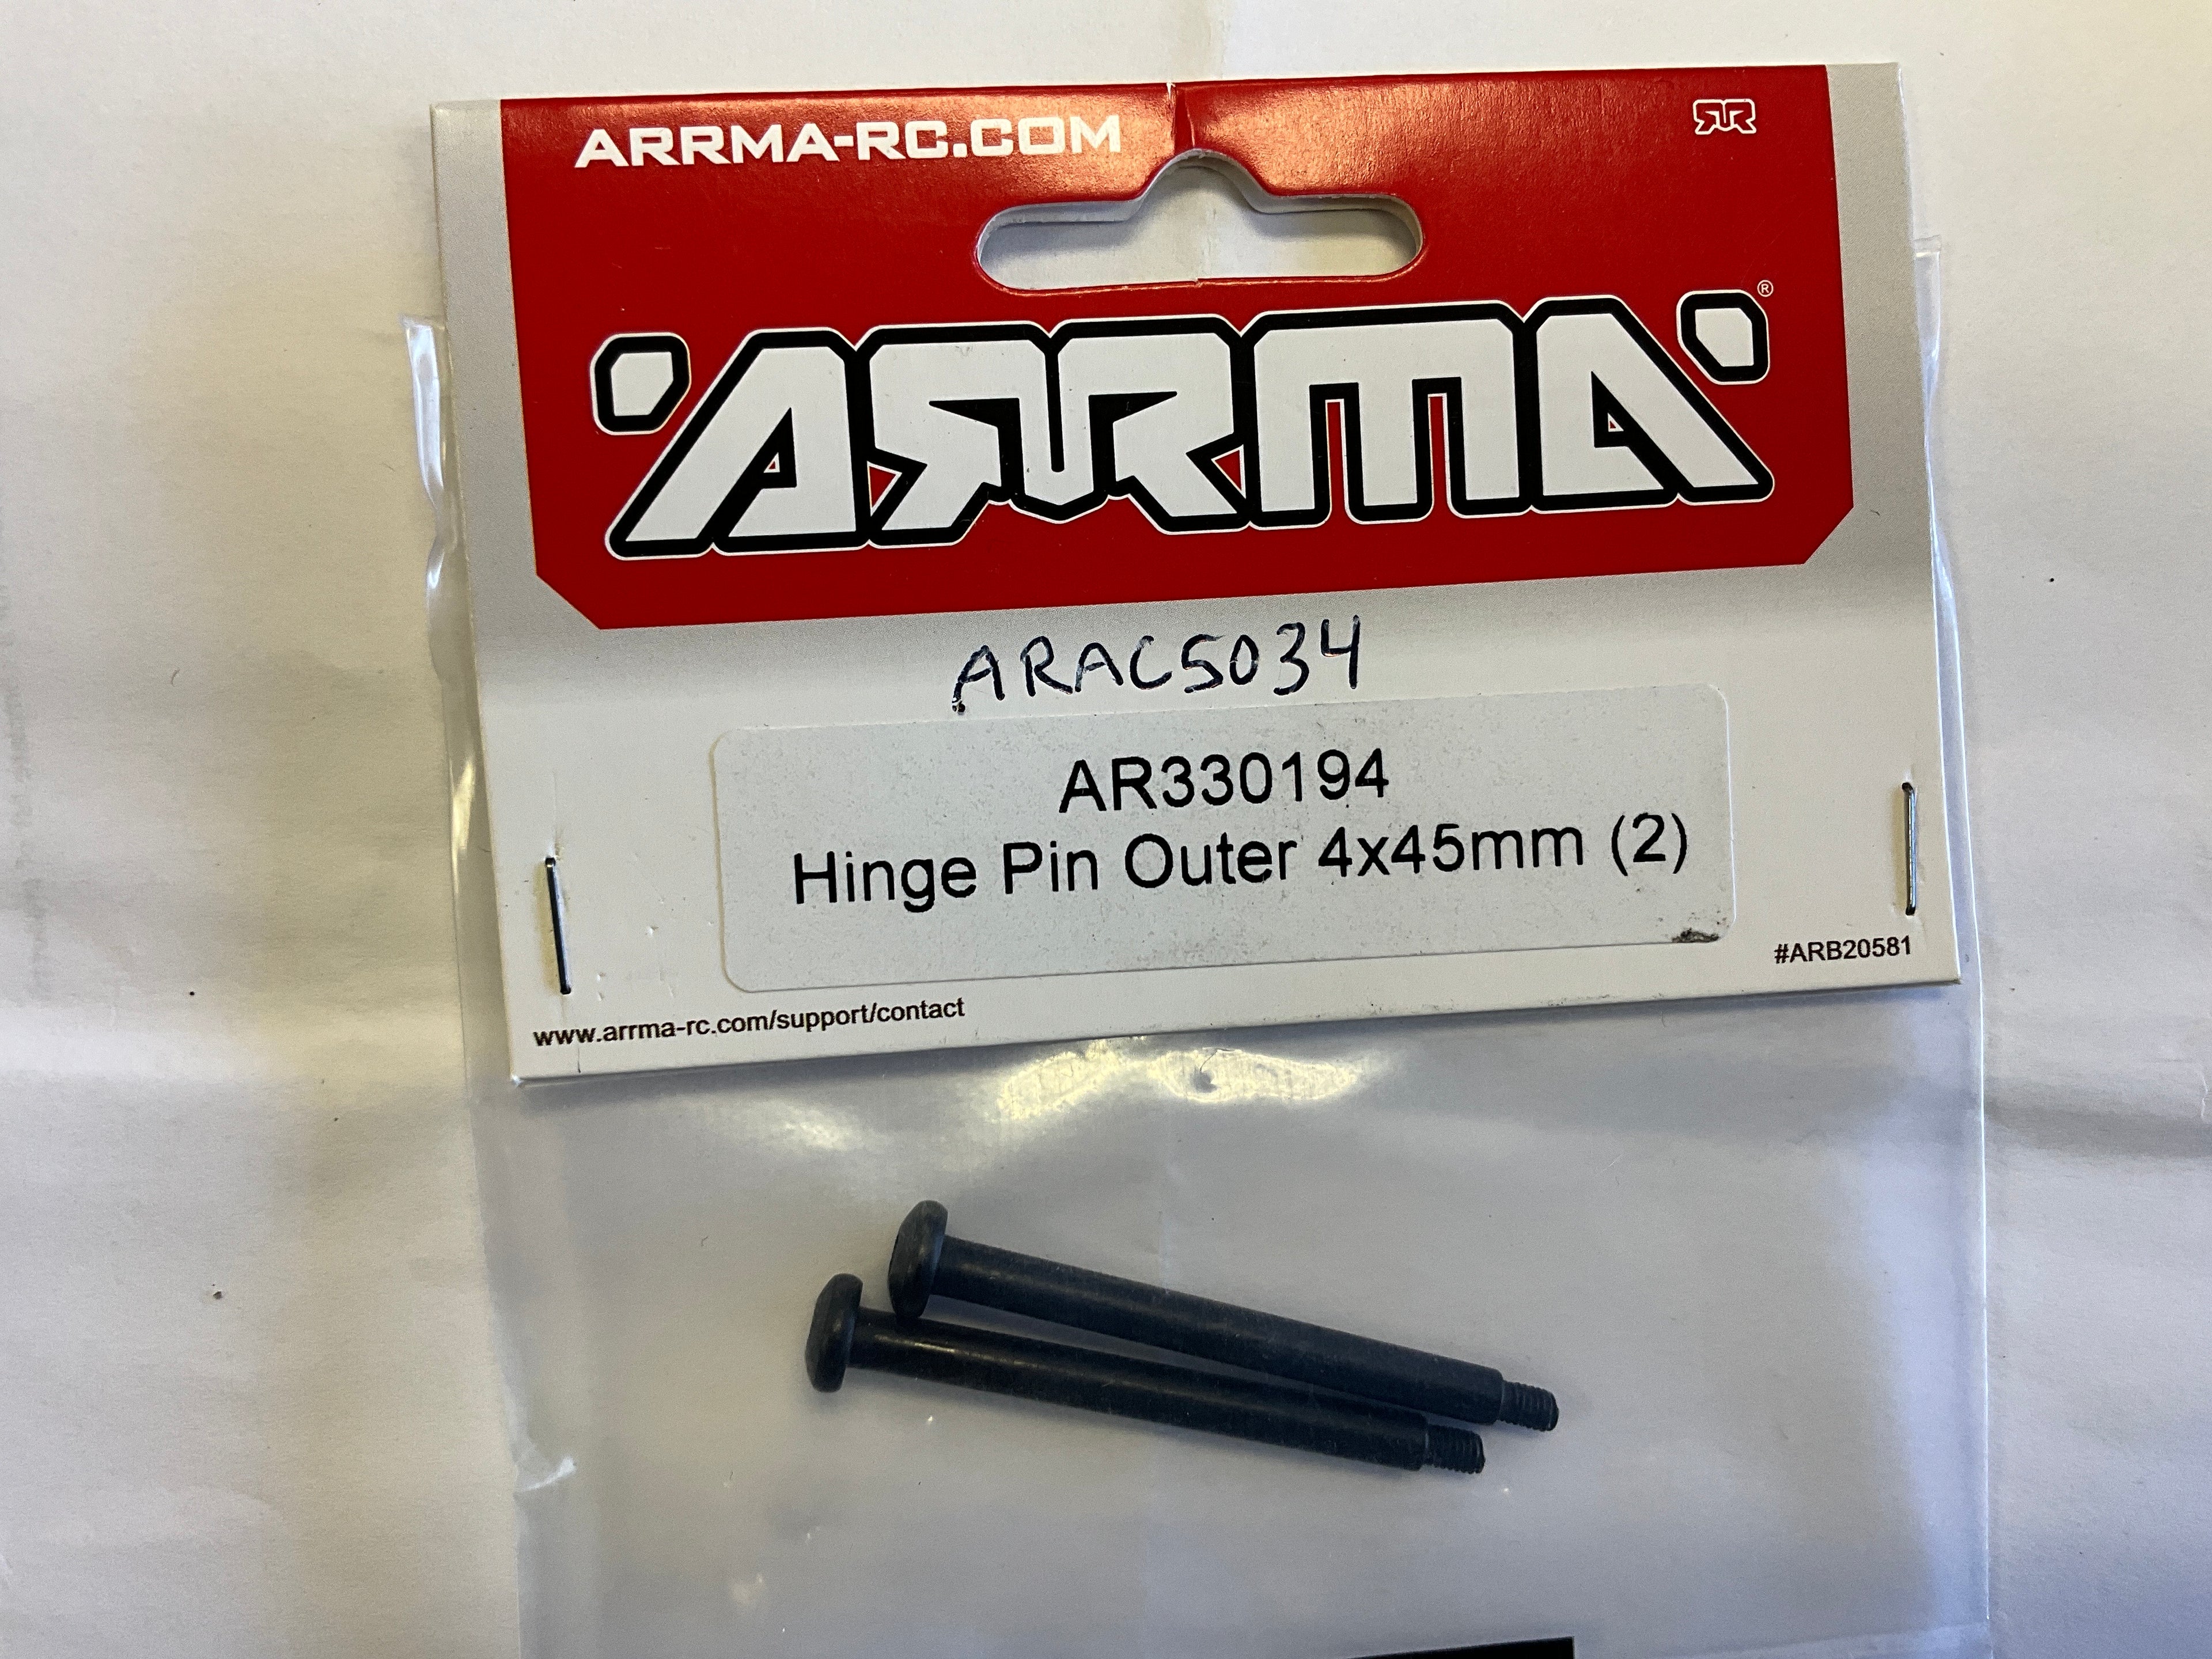 ARRMA-RC.COM
ARRMA®
ARAC5034
AR330194
Hinge Pin Outer 4x45mm (2)
#ARB20581
www.arrma-rc.com/support/contact